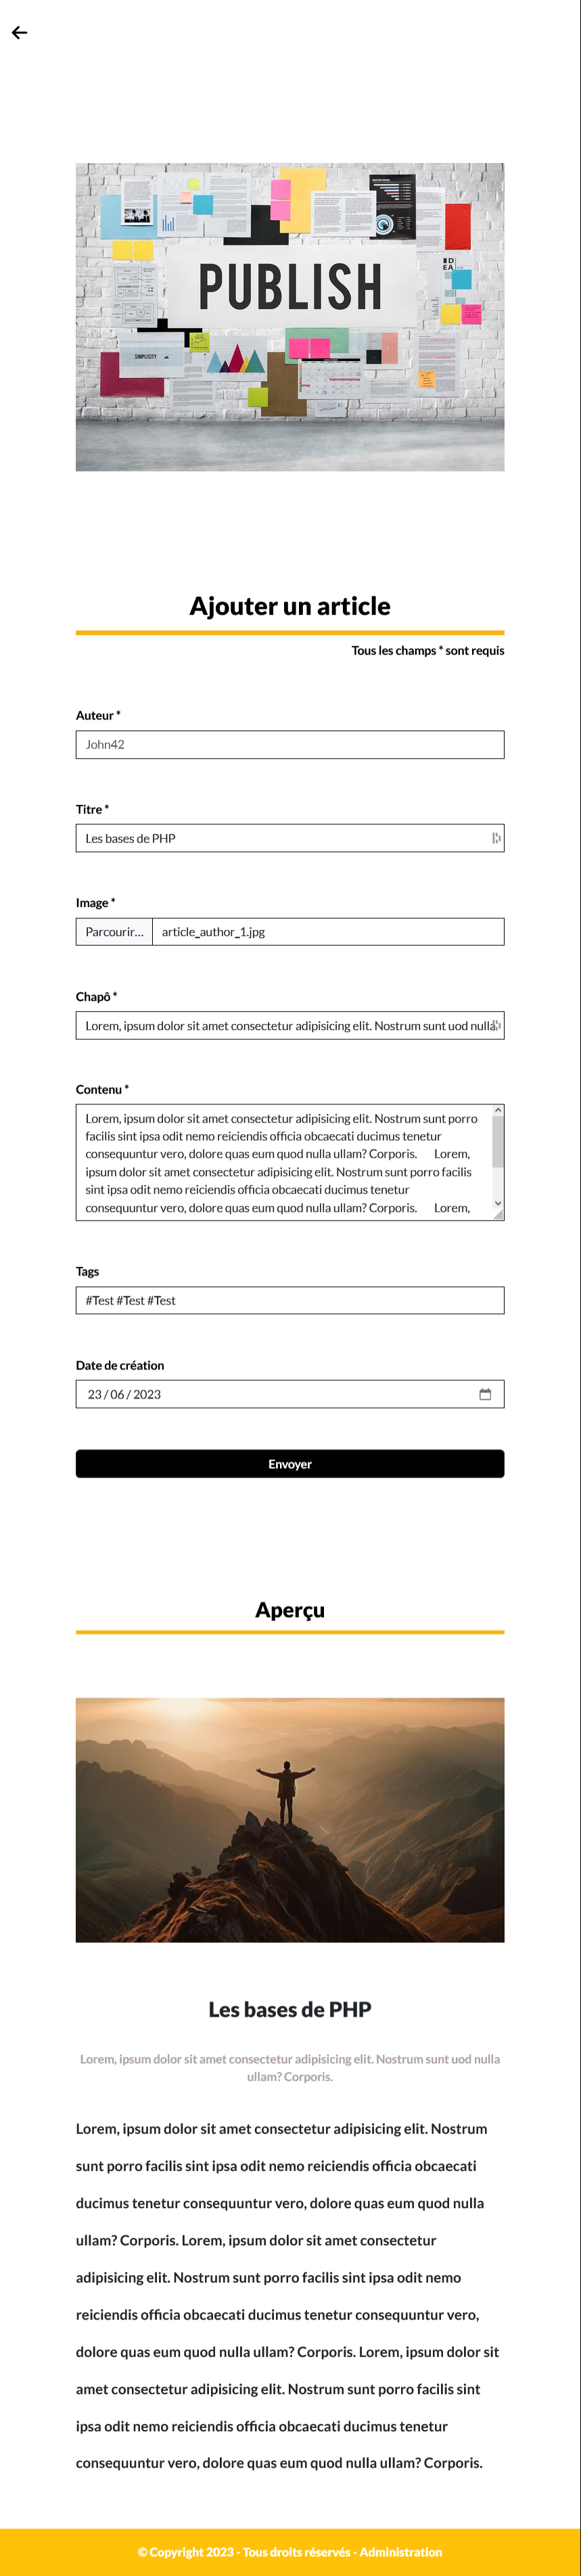 PUBLISH
D
EA
SIMPLICITY
Ajouter un article
Tous les champs * sont requis
Auteur *
John42
Titre *
Les bases de PHP
Image *
Parcourir...
article_author_1.jpg
Chapô *
Lorem, ipsum dolor sit amet consectetur adipisicing elit. Nostrum sunt uod nulla
Contenu *
Lorem, ipsum dolor sit amet consectetur adipisicing elit. Nostrum sunt porro
facilis sint ipsa odit nemo reiciendis officia obcaecati ducimus tenetur
consequuntur vero, dolore quas eum quod nulla ullam? Corporis. Lorem,
ipsum dolor sit amet consectetur adipisicing elit. Nostrum sunt porro facilis
sint ipsa odit nemo reiciendis officia obcaecati ducimus tenetur
consequuntur vero, dolore quas eum quod nulla ullam? Corporis. Lorem,
Tags
#Test #Test #Test
Date de création
23 / 06 / 2023
Envoyer
Aperçu
Les bases de PHP
Lorem, ipsum dolor sit amet consectetur adipisicing elit. Nostrum sunt uod nulla
ullam? Corporis.
Lorem, ipsum dolor sit amet consectetur adipisicing elit. Nostrum
sunt porro facilis sint ipsa odit nemo reiciendis officia obcaecati
ducimus tenetur consequuntur vero, dolore quas eum quod nulla
ullam? Corporis. Lorem, ipsum dolor sit amet consectetur
adipisicing elit. Nostrum sunt porro facilis sint ipsa odit nemo
reiciendis officia obcaecati ducimus tenetur consequuntur vero,
dolore quas eum quod nulla ullam? Corporis. Lorem, ipsum dolor sit
amet consectetur adipisicing elit. Nostrum sunt porro facilis sint
ipsa odit nemo reiciendis officia obcaecati ducimus tenetur
consequuntur vero, dolore quas eum quod nulla ullam? Corporis.
© Copyright 2023 - Tous droits réservés - Administration